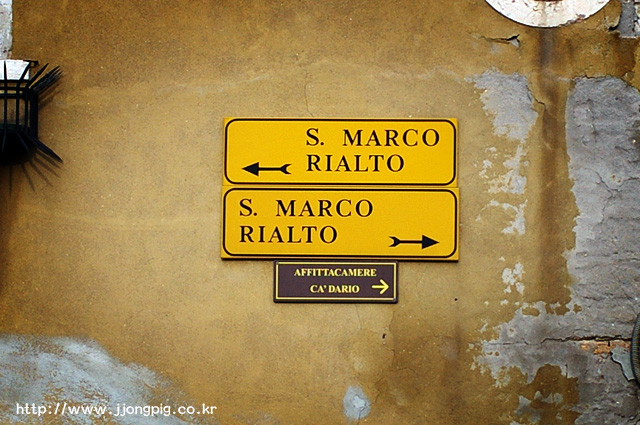 S. MARCO
RIALTO
S. MARCO
RIALTO
AFFITTACAMERE
CA' DARIO
http://www.jjongpig.co.kr